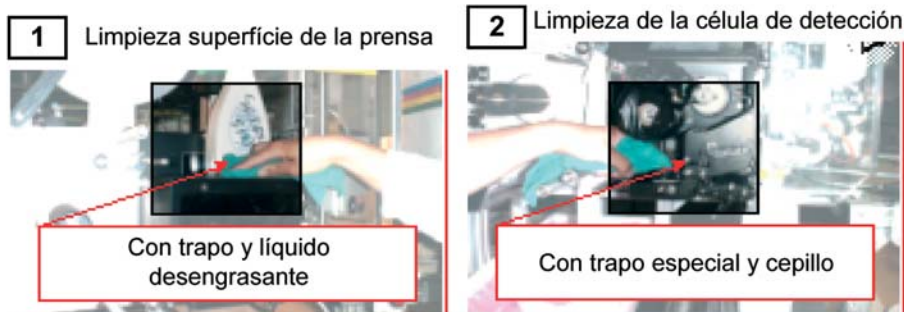 1 Limpieza superfície de la prensa
Con trapo y líquido
desengrasante
2 Limpieza de la célula de detección
Con trapo especial y cepillo